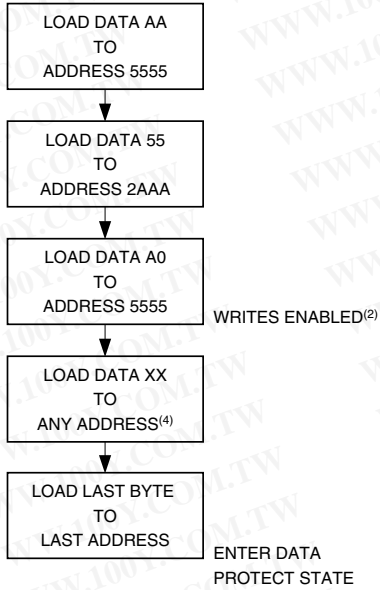 LOAD DATA AA
TO
ADDRESS 5555
LOAD DATA 55
TO
ADDRESS 2AAA
LOAD DATA A0
TO
ADDRESS 5555
WRITES ENABLED(2)
LOAD DATA XX
TO
ANY ADDRESS(4)
LOAD LAST BYTE
TO
LAST ADDRESS
ENTER DATA
PROTECT STATE